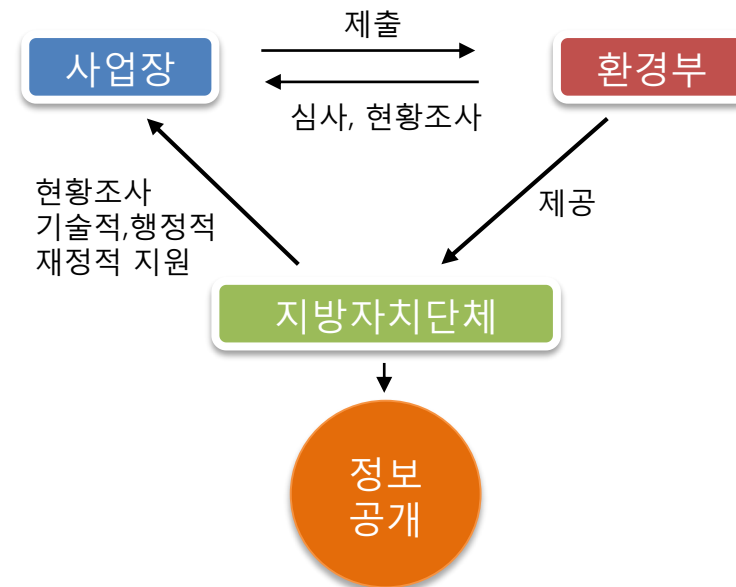 제출
사업장
환경부
심사, 현황조사
현황조사
기술적,행정적
재정적 지원
제공
지방자치단체
정보
공개